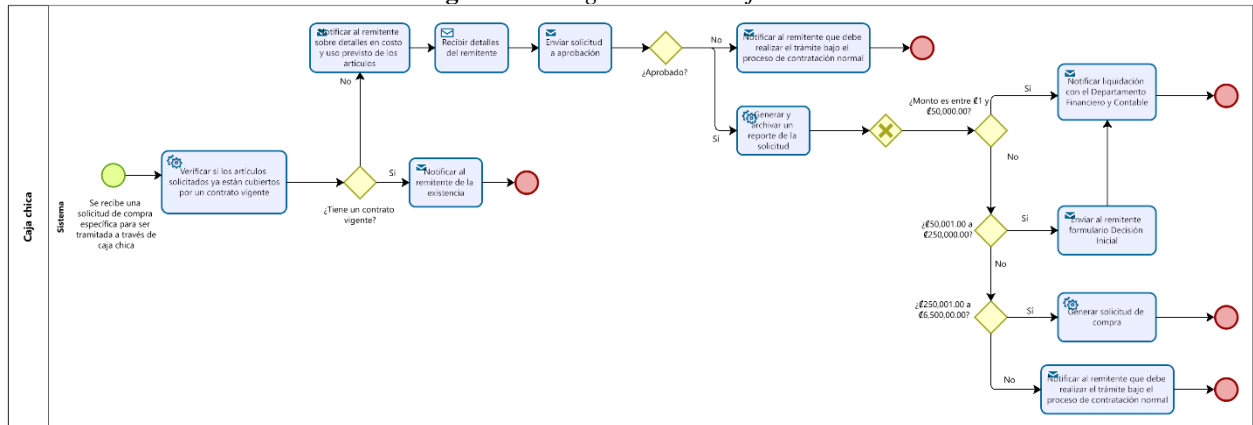 Caja chica
Sistema
Se recibe una
solicitud de compra
específica para ser
tramitada a través de
caja chica
Verificar si los artículos
solicitados ya están cubiertos
por un contrato vigente
¿Tiene un contrato
vigente?
No
Si
Notificar al
remitente de la
existencia
Notificar al remitente
sobre detalles en costo
y uso previsto de los
artículos
Recibir detalles
del remitente
Enviar solicitud
a aprobación
¿Aprobado?
No
Notificar al remitente que debe
realizar el trámite bajo el
proceso de contratación normal
Si
Generar y
archivar un
reporte de la
solicitud
¿Monto es entre ₡1 y
₡50,000.00?
Si
Notificar liquidación
con el Departamento
Financiero y Contable
No
¿₡50,001.00 a
₡250,000.00?
Si
Enviar al remitente
formulario Decisión
Inicial
No
¿₡250,001.00 a
₡6,500,00.00?
Si
Generar solicitud de
compra
No
Notificar al remitente que debe
realizar el trámite bajo el
proceso de contratación normal